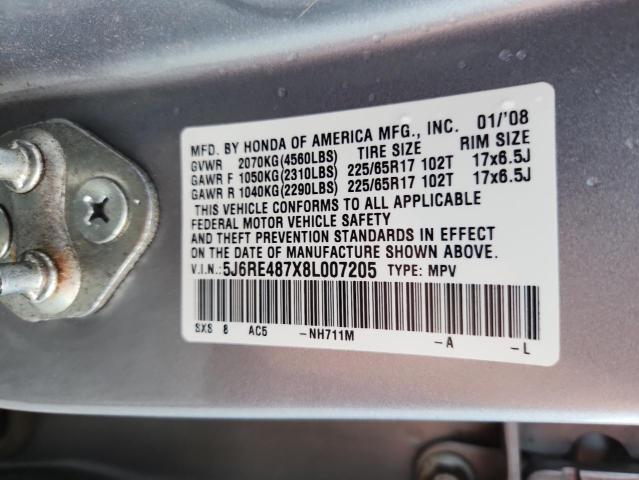 MFD. BY HONDA OF AMERICA MFG., INC. 01/'08
GVWR 2070KG(4560LBS) TIRE SIZE RIM SIZE
GAWR F 1050KG(2310LBS) 225/65R17 102T 17x6.5J
GAWR R 1040KG(2290LBS) 225/65R17 102T 17x6.5J
THIS VEHICLE CONFORMS TO ALL APPLICABLE
FEDERAL MOTOR VEHICLE SAFETY
AND THEFT PREVENTION STANDARDS IN EFFECT
ON THE DATE OF MANUFACTURE SHOWN ABOVE.
V.I.N.: 5J6RE487X8L007205 TYPE: MPV
SXS 8 AC5 -NH711M -A -L